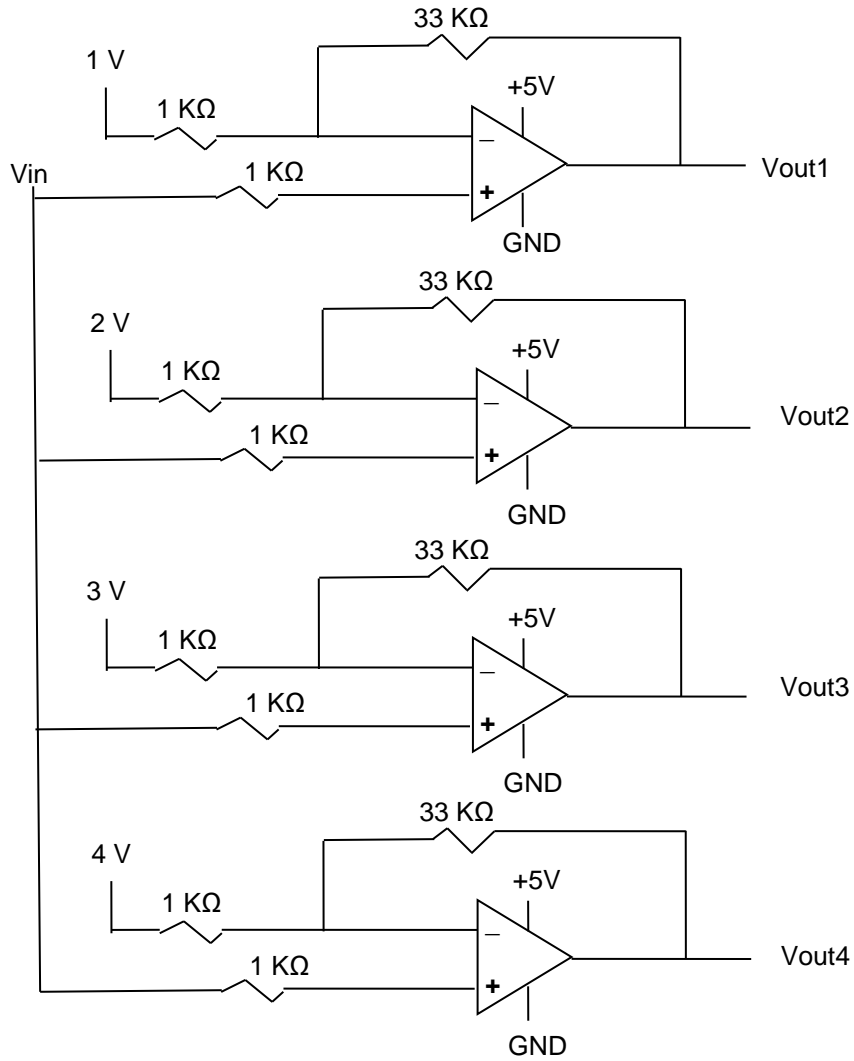 33 KΩ
1 V
+5V
1 KΩ
–
Vin
1 KΩ
Vout1
+
GND
33 KΩ
2 V
+5V
1 KΩ
–
Vout2
1 KΩ
+
GND
33 KΩ
3 V
+5V
1 KΩ
–
Vout3
1 KΩ
+
GND
33 KΩ
4 V
+5V
1 KΩ
–
Vout4
1 KΩ
+
GND